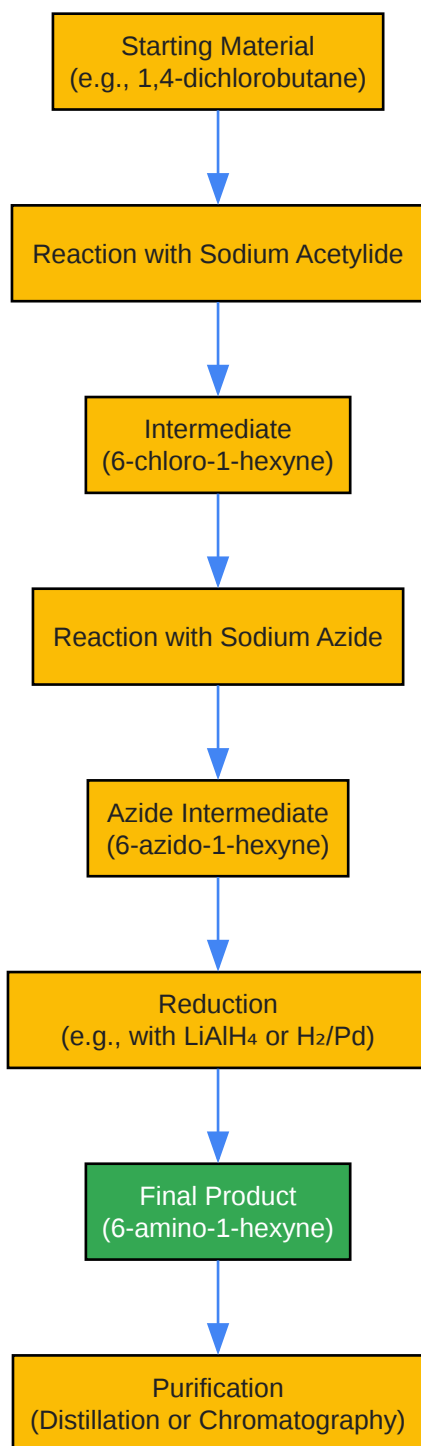 Starting Material
(e.g., 1,4-dichlorobutane)
Reaction with Sodium Acetylide
Intermediate
(6-chloro-1-hexyne)
Reaction with Sodium Azide
Azide Intermediate
(6-azido-1-hexyne)
Reduction
(e.g., with LiAlH₄ or H₂/Pd)
Final Product
(6-amino-1-hexyne)
Purification
(Distillation or Chromatography)